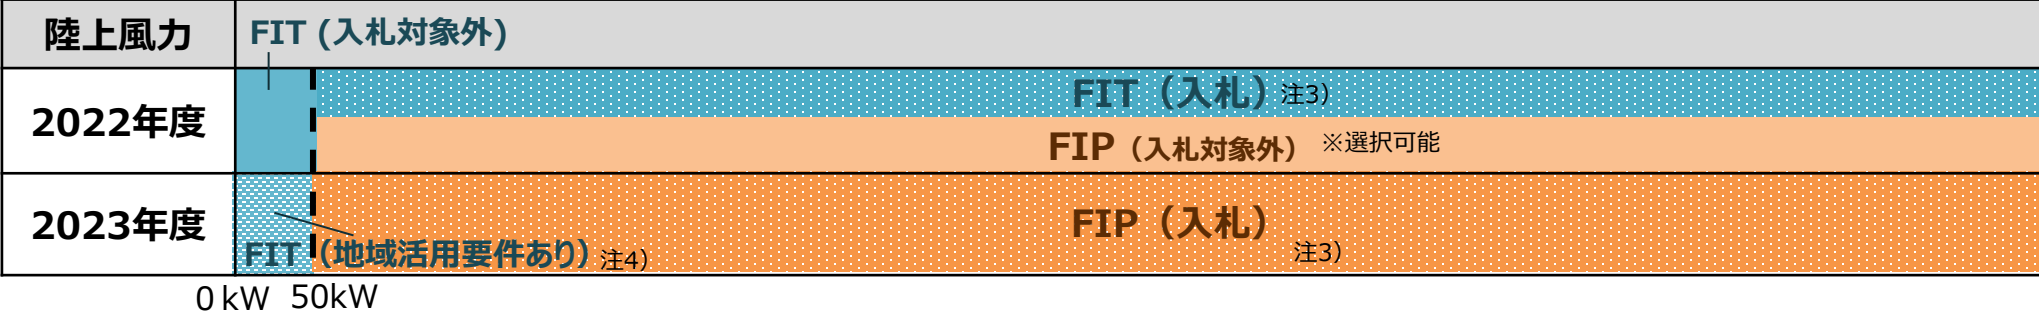 陸上風力
FIT (入札対象外)
2022年度
FIT（入札）注3）
FIP（入札対象外）※選択可能
2023年度
FIP（入札）
注3）
FIT（地域活用要件あり）注4）
0 kW 50kW